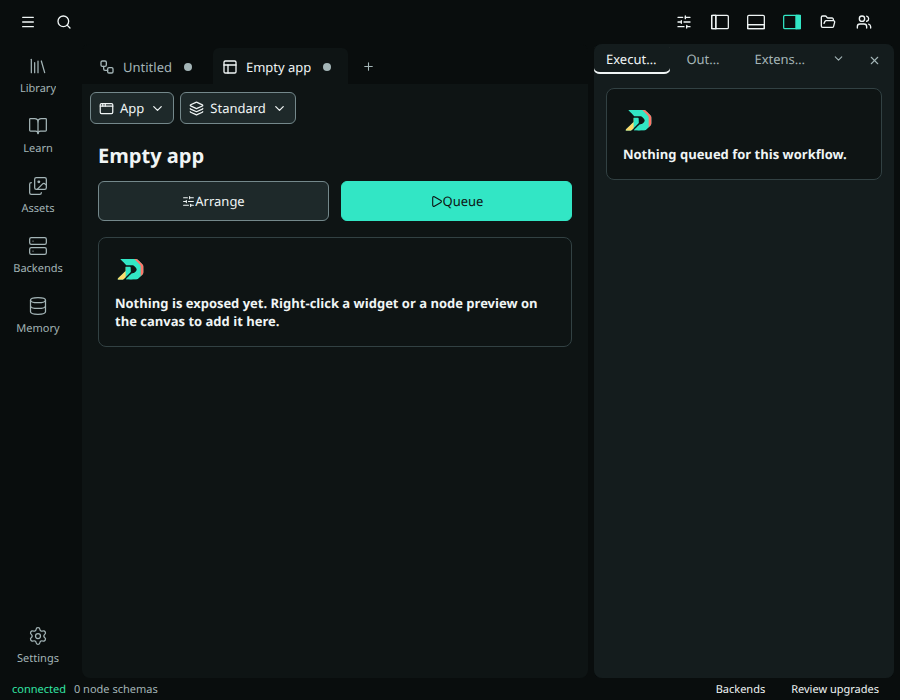 Untitled
Empty app
Execut...
Out...
Extens...
Library
Learn
Assets
Backends
Memory
Settings
App
Standard
Empty app
Arrange
Queue
Nothing is exposed yet. Right-click a widget or a node preview on
the canvas to add it here.
Nothing queued for this workflow.
connected
0 node schemas
Backends
Review upgrades